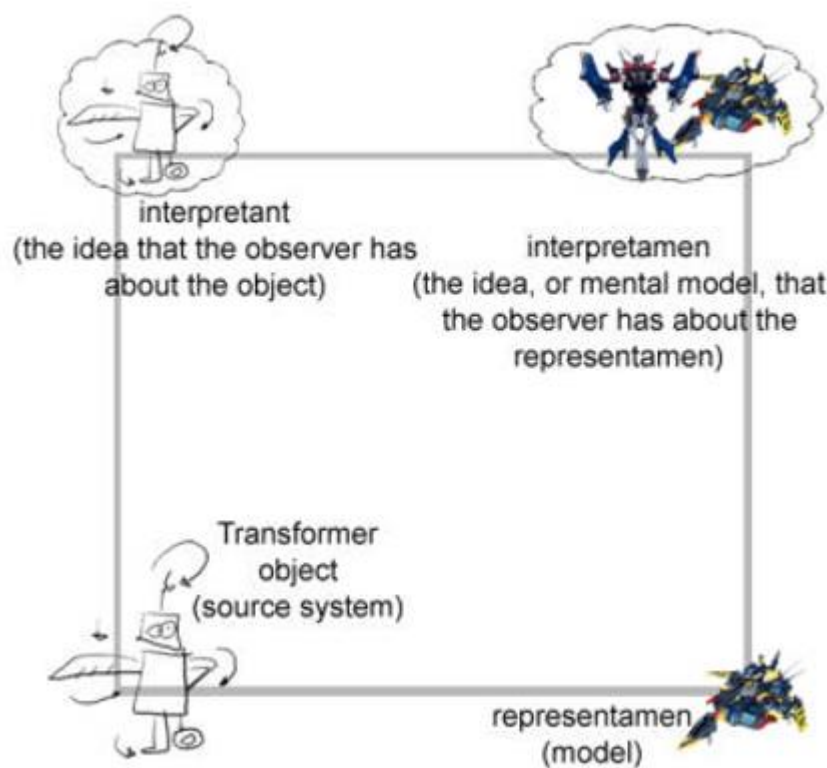 interpretant
(the idea that the observer has
about the object)
interpretamen
(the idea, or mental model, that
the observer has about the
representamen)
Transformer
object
(source system)
representamen
(model)